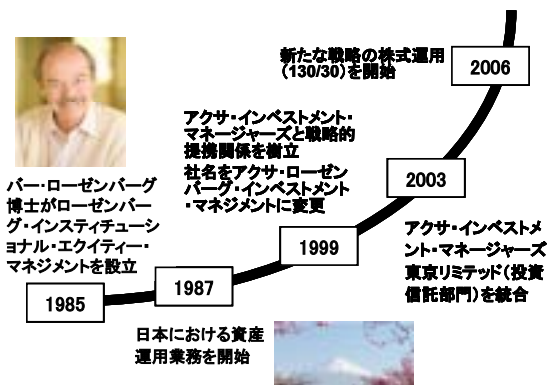 新たな戦略の株式運用
(130/30)を開始
2006
アクサ・インベストメント・
マネージャーズと戦略的
提携関係を樹立
社名をアクサ・ローゼン
バーグ・インベストメント
・マネジメントに変更
2003
バー・ローゼンバーグ
博士がローゼンバー
グ・インスティチューシ
ョナル・エクイティー・
マネジメントを設立
1999
アクサ・インベストメ
ント・マネージャーズ
東京リミテッド(投資
信託部門)を統合
1987
1985
日本における資産
運用業務を開始